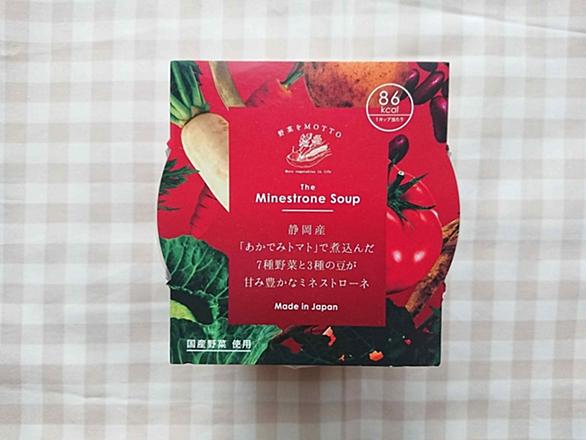 86
kcal
1カップ当たり
野菜をMOTTO
More vegetables in life
The
Minestrone Soup
静岡産
「あかでみトマト」で煮込んだ
7種野菜と3種の豆が
甘み豊かなミネストローネ
Made in Japan
国産野菜 使用